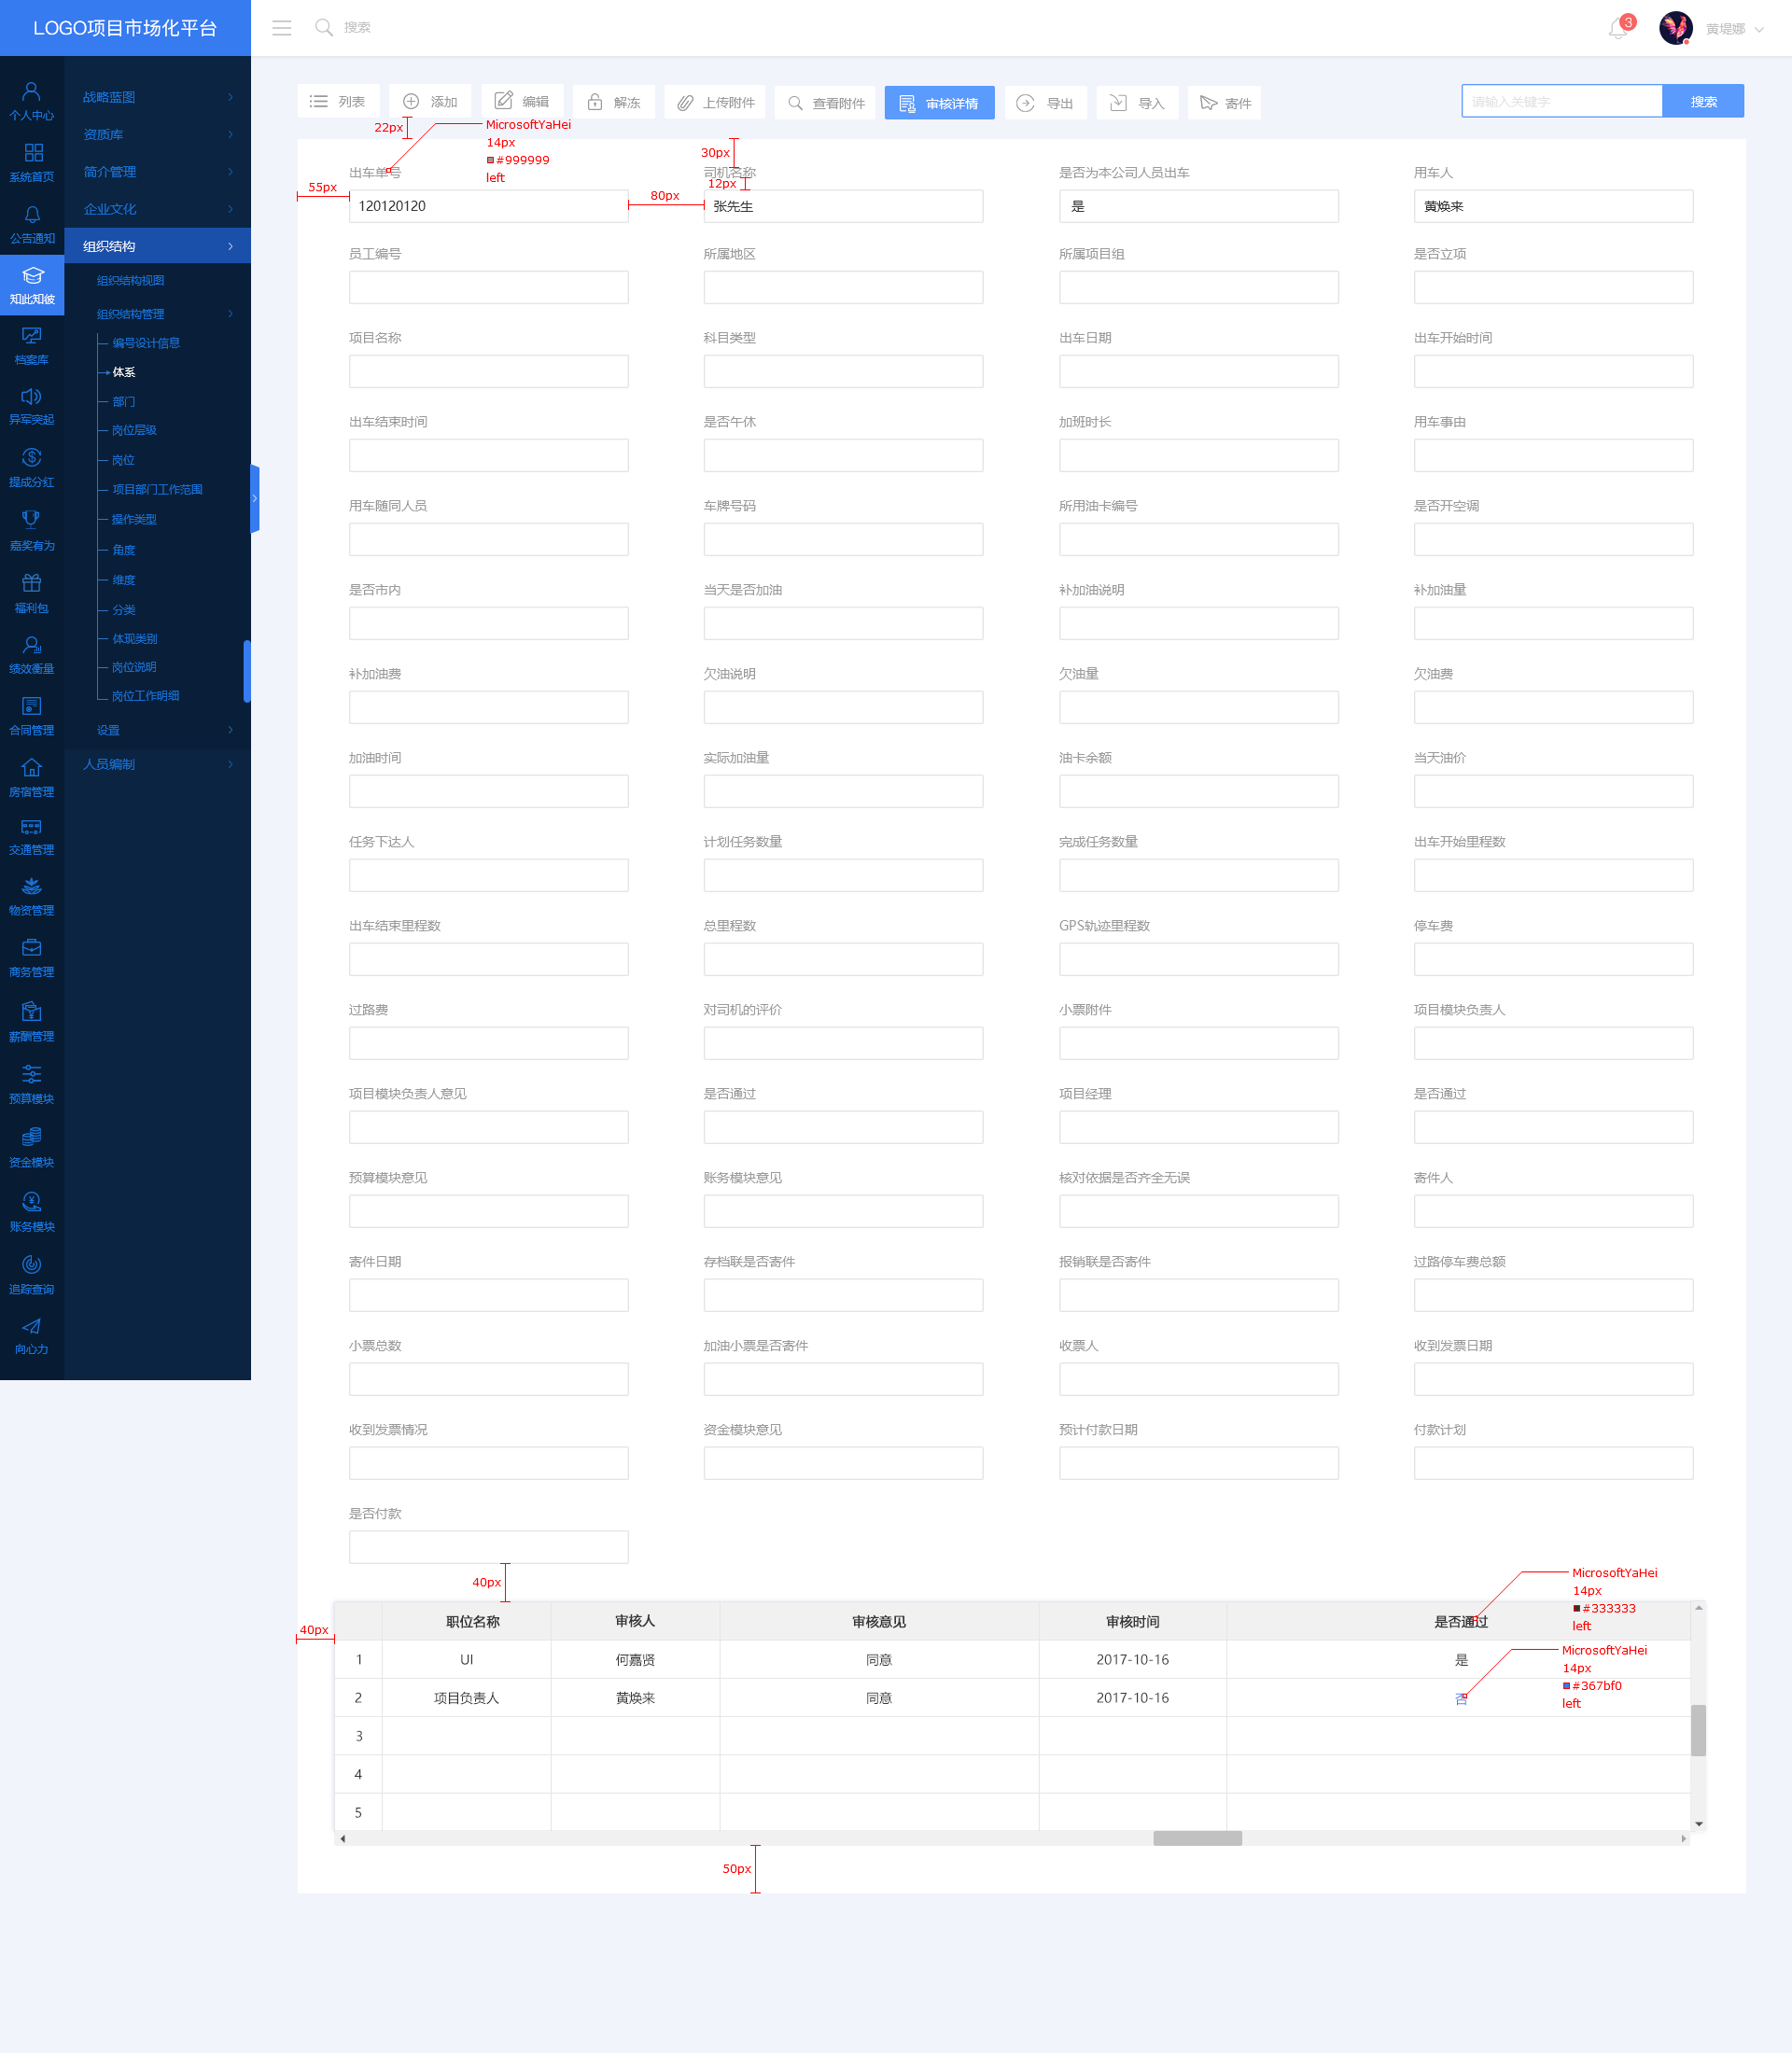 LOGO项目市场化平台
搜索
3
黄堤娜
个人中心
系统首页
公告通知
知此知彼
档案库
异军突起
提成分红
嘉奖有为
福利包
绩效衡量
合同管理
房宿管理
交通管理
物资管理
商务管理
薪酬管理
预算模块
资金模块
账务模块
追踪查询
向心力
战略蓝图
资质库
简介管理
企业文化
组织结构
组织结构视图
组织结构管理
编号设计信息
体系
部门
岗位层级
岗位
项目部门工作范围
操作类型
角度
维度
分类
体现类别
岗位说明
岗位工作明细
设置
人员编制
列表 添加 编辑 解冻 上传附件 查看附件 审核详情 导出 导入 寄件
请输入关键字 搜索
22px
MicrosoftYaHei
14px
#999999
left
30px
12px
55px
80px
出车单号 司机名称 是否为本公司人员出车 用车人
120120120 张先生 是 黄焕来
员工编号 所属地区 所属项目组 是否立项
项目名称 科目类型 出车日期 出车开始时间
出车结束时间 是否午休 加班时长 用车事由
用车随同人员 车牌号码 所用油卡编号 是否开空调
是否市内 当天是否加油 补加油说明 补加油量
补加油费 欠油说明 欠油量 欠油费
加油时间 实际加油量 油卡余额 当天油价
任务下达人 计划任务数量 完成任务数量 出车开始里程数
出车结束里程数 总里程数 GPS轨迹里程数 停车费
过路费 对司机的评价 小票附件 项目模块负责人
项目模块负责人意见 是否通过 项目经理 是否通过
预算模块意见 账务模块意见 核对依据是否齐全无误 寄件人
寄件日期 存档联是否寄件 报销联是否寄件 过路停车费总额
小票总数 加油小票是否寄件 收票人 收到发票日期
收到发票情况 资金模块意见 预计付款日期 付款计划
是否付款
40px
MicrosoftYaHei
14px
#333333
left
40px
职位名称 审核人 审核意见 审核时间 是否通过
1 UI 何嘉贤 同意 2017-10-16 是
2 项目负责人 黄焕来 同意 2017-10-16 否
3
4
5
MicrosoftYaHei
14px
#367bf0
left
50px